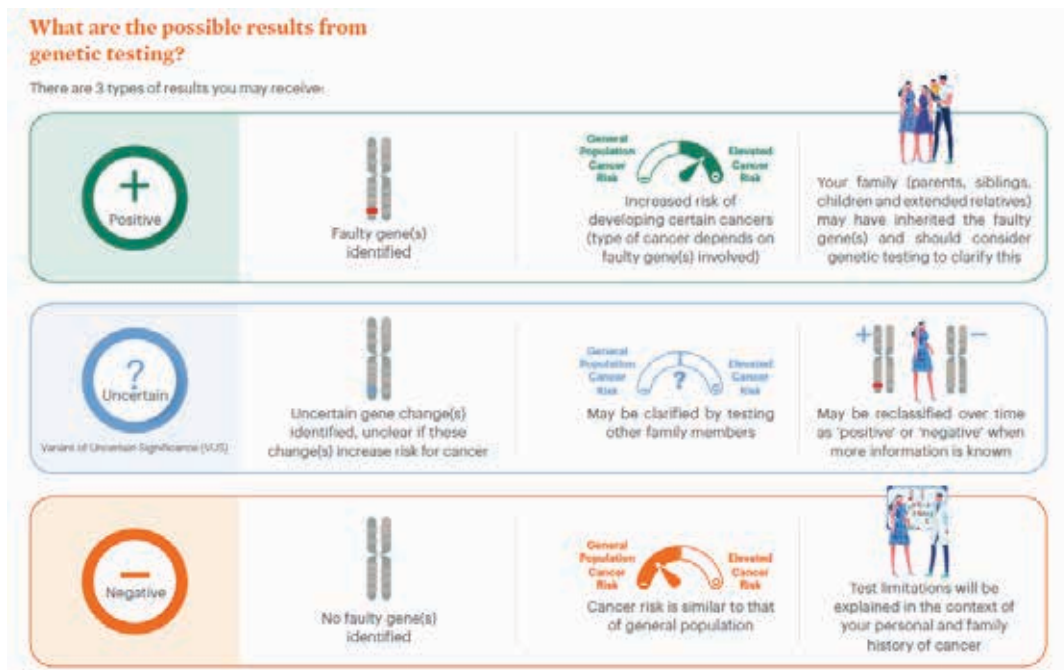 What are the possible results from
genetic testing?
There are 3 types of results you may receive:
+
Positive
Faulty gene(s)
identified
General
Population
Cancer
Risk
Elevated
Cancer
Risk
Increased risk of
developing certain cancers
(type of cancer depends on
faulty gene(s) involved)
Your family (parents, siblings,
children and extended relatives)
may have inherited the faulty
gene(s) and should consider
genetic testing to clarify this
?
Uncertain
Variant of Uncertain Significance (VUS)
Uncertain gene change(s)
identified, unclear if these
change(s) increase risk for cancer
General
Population
Cancer
Risk
?
Elevated
Cancer
Risk
May be clarified by testing
other family members
+
−
May be reclassified over time
as 'positive' or 'negative' when
more information is known
−
Negative
No faulty gene(s)
identified
General
Population
Cancer
Risk
Elevated
Cancer
Risk
Cancer risk is similar to that
of general population
Test limitations will be
explained in the context of
your personal and family
history of cancer